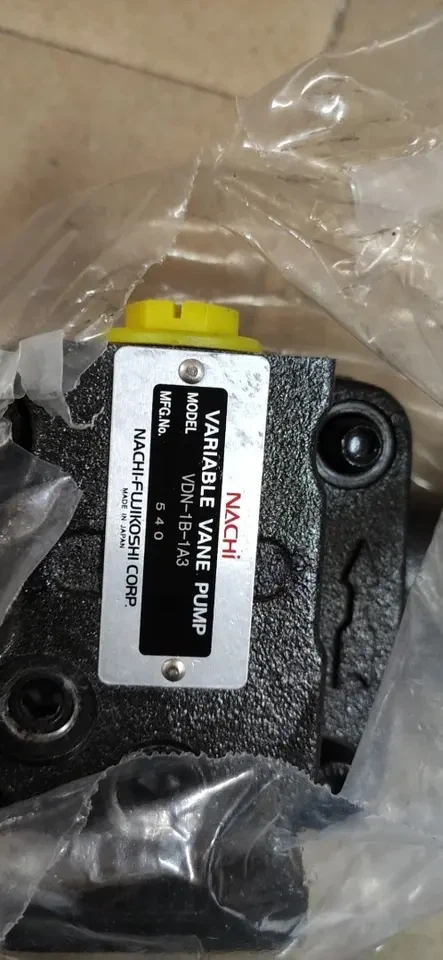 NACHi
VARIABLE VANE PUMP
MODEL VDN-1B-1A3
MFG.No. 540
NACHI-FUJIKOSHI CORP.
MADE IN JAPAN